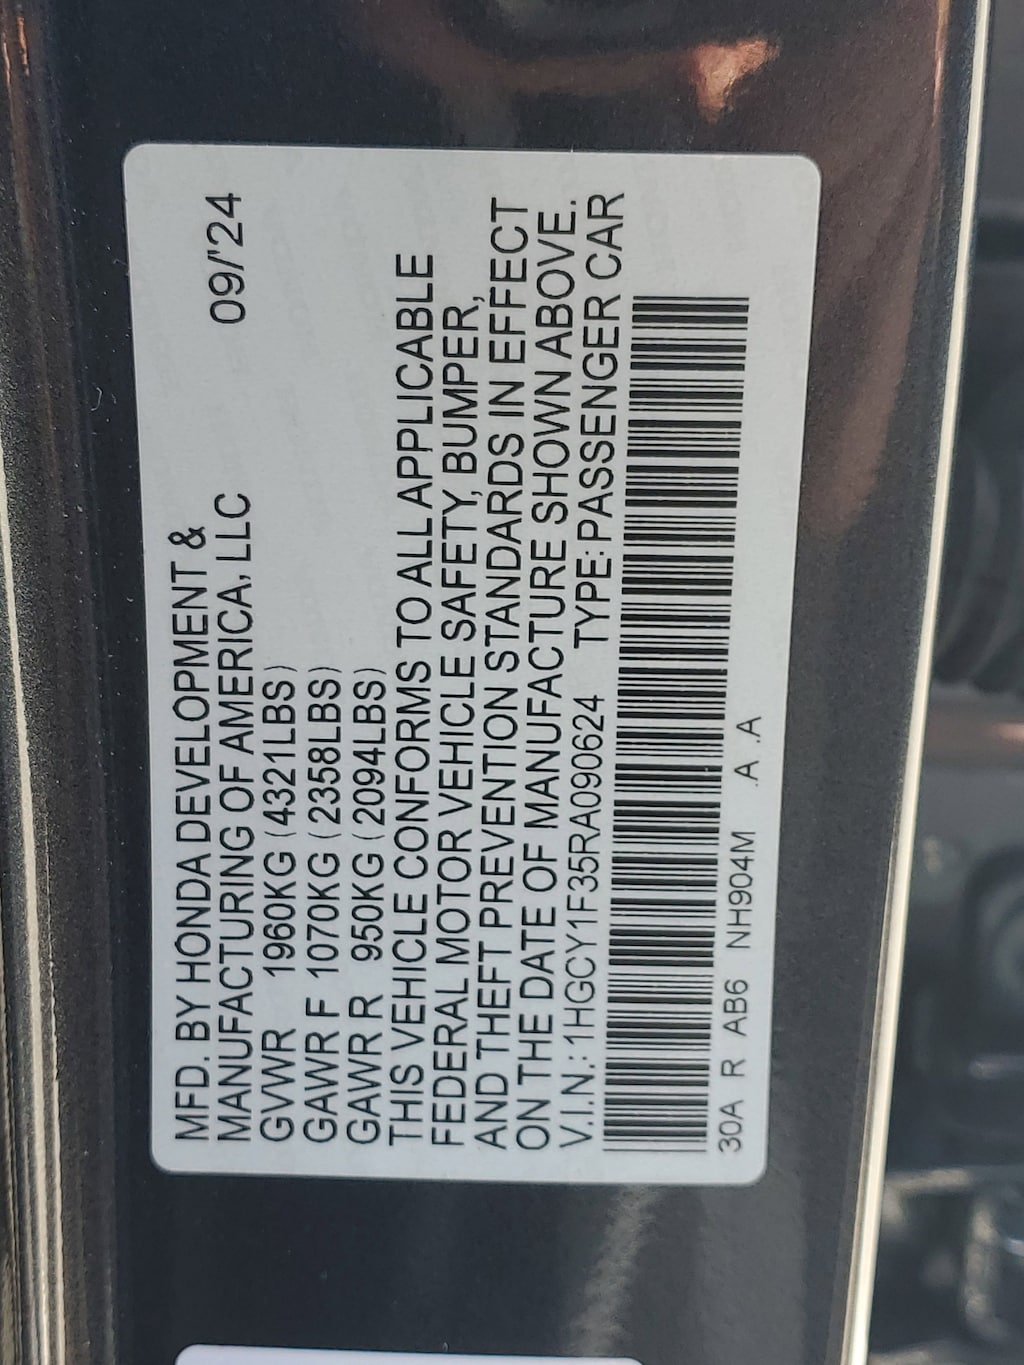 MFD. BY HONDA DEVELOPMENT &
MANUFACTURING OF AMERICA, LLC 09/'24
GVWR 1960KG (4321LBS)
GAWR F 1070KG (2358LBS)
GAWR R 950KG (2094LBS)
THIS VEHICLE CONFORMS TO ALL APPLICABLE
FEDERAL MOTOR VEHICLE SAFETY, BUMPER,
AND THEFT PREVENTION STANDARDS IN EFFECT
ON THE DATE OF MANUFACTURE SHOWN ABOVE.
V.I.N.: 1HGCY1F35RA090624 TYPE: PASSENGER CAR
30A R AB6 NH904M .A .A